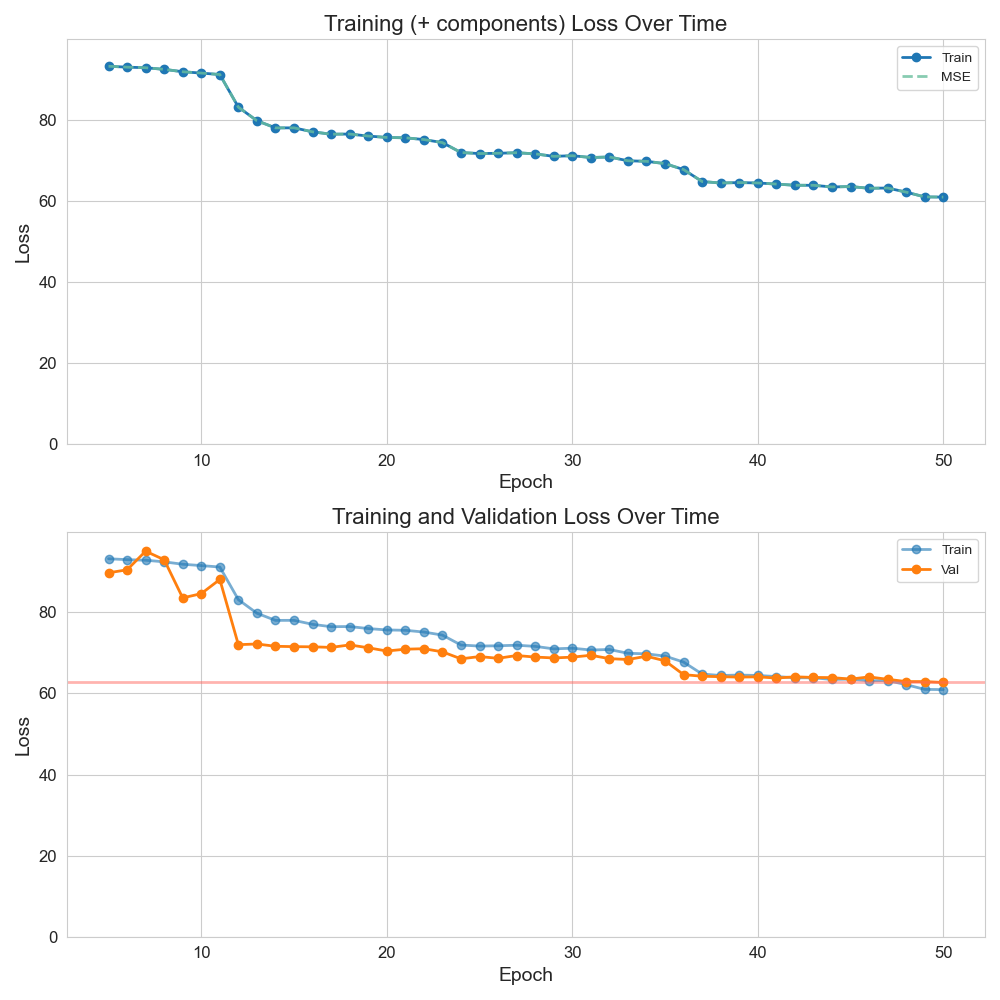 Training (+ components) Loss Over Time
Train
MSE
80
60
40
20
0
Loss
10 20 30 40 50
Epoch
Training and Validation Loss Over Time
Train
Val
80
60
40
20
0
Loss
10 20 30 40 50
Epoch